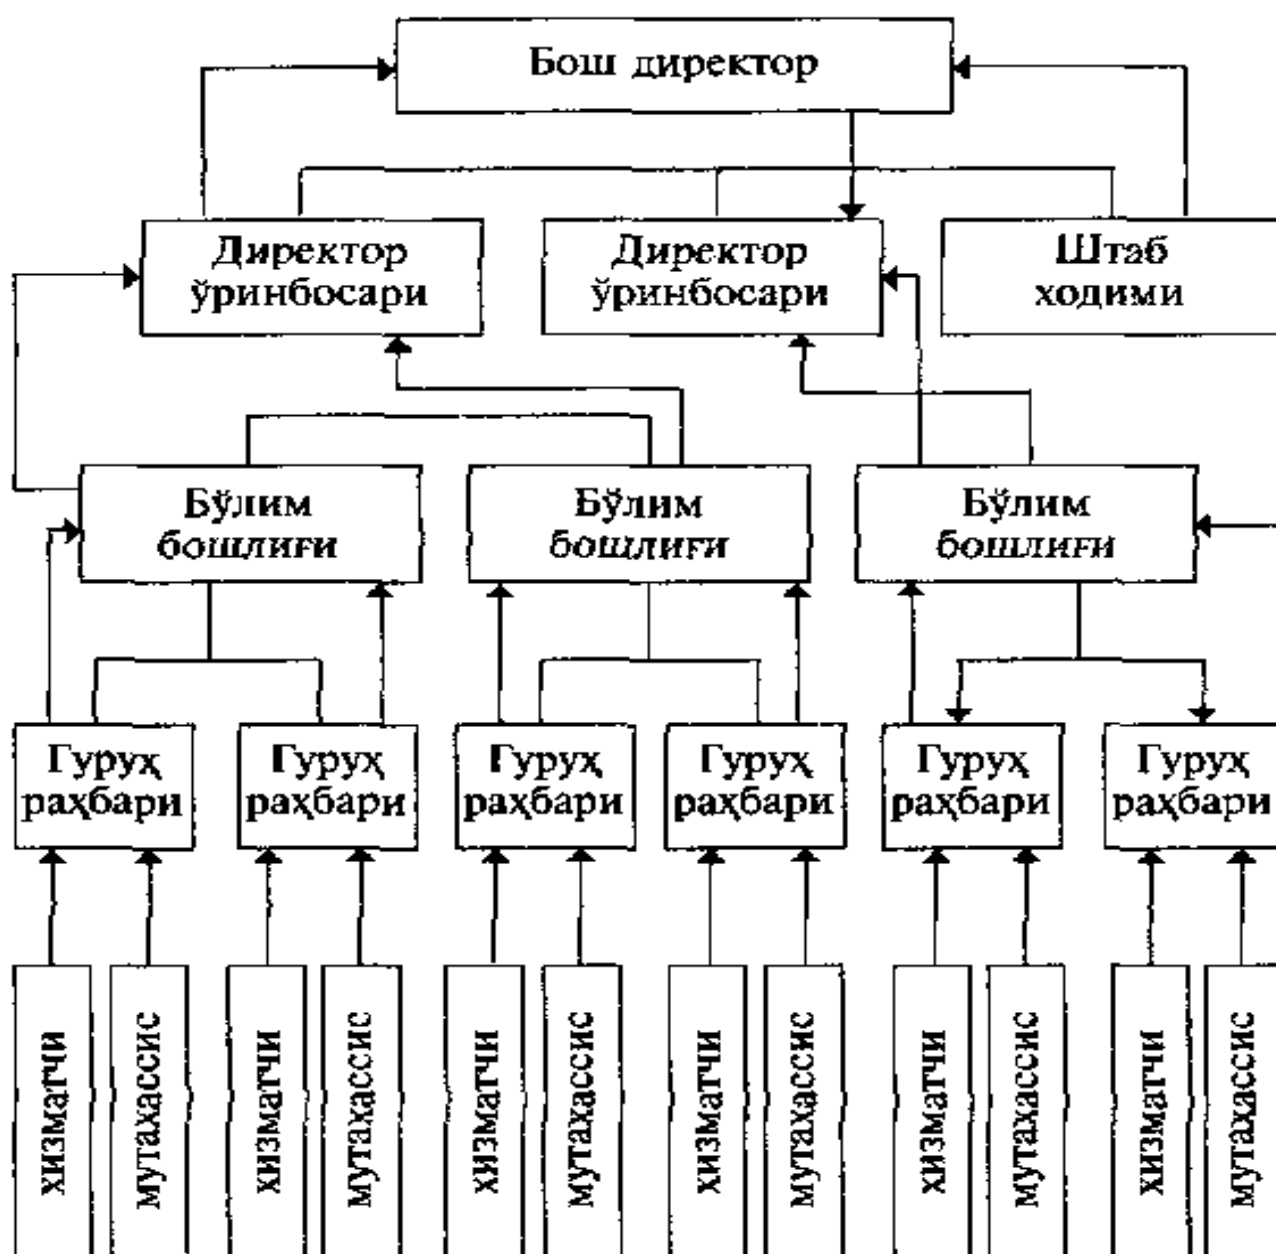 Бош директор
Директор
ўринбосари
Директор
ўринбосари
Штаб
ходими
Бўлим
бошлиғи
Бўлим
бошлиғи
Бўлим
бошлиғи
Гуруҳ
раҳбари
Гуруҳ
раҳбари
Гуруҳ
раҳбари
Гуруҳ
раҳбари
Гуруҳ
раҳбари
Гуруҳ
раҳбари
хизматчи
мутахассис
хизматчи
мутахассис
хизматчи
мутахассис
хизматчи
мутахассис
хизматчи
мутахассис
хизматчи
мутахассис